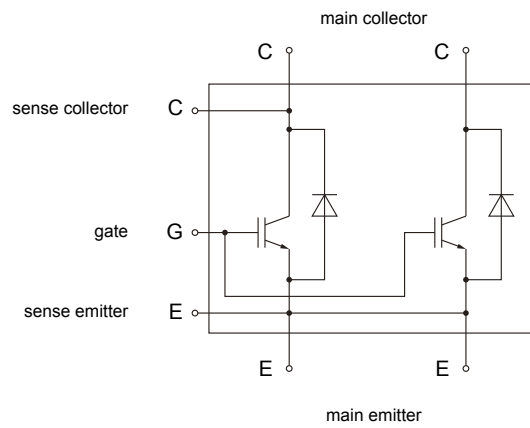 main collector
C C
sense collector C
gate G
sense emitter E
E E
main emitter